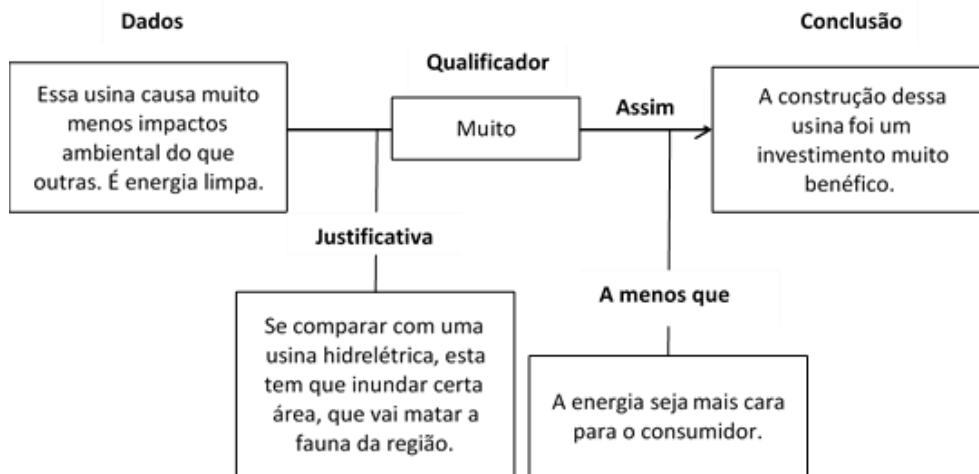 Dados
Conclusão
Essa usina causa muito
menos impactos
ambiental do que
outras. É energia limpa.
Qualificador
Muito
Assim
A construção dessa
usina foi um
investimento muito
benéfico.
Justificativa
A menos que
Se comparar com uma
usina hidrelétrica, esta
tem que inundar certa
área, que vai matar a
fauna da região.
A energia seja mais cara
para o consumidor.